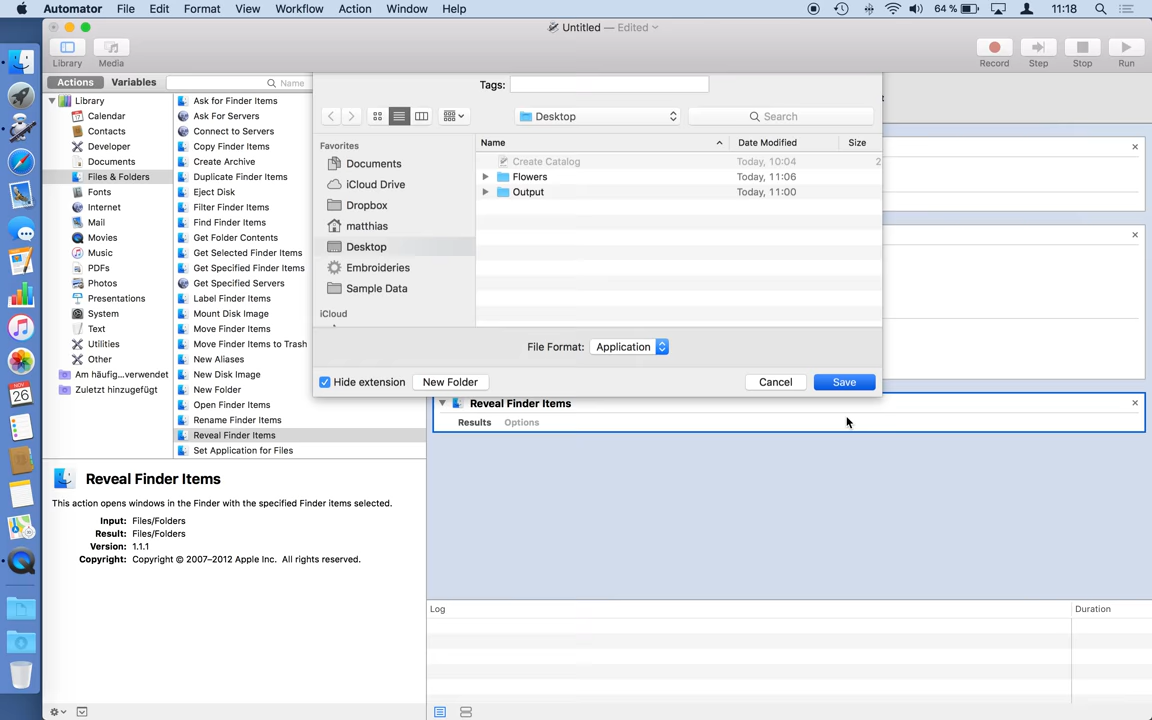 Automator File Edit Format View Workflow Action Window Help 64 % 11:18
Untitled — Edited
Library Media Record Step Stop Run
Actions Variables Name
Library
Calendar
Contacts
Developer
Documents
Files & Folders
Fonts
Internet
Mail
Movies
Music
PDFs
Photos
Presentations
System
Text
Utilities
Other
Am häufig...verwendet
Zuletzt hinzugefügt
Ask for Finder Items
Ask For Servers
Connect to Servers
Copy Finder Items
Create Archive
Duplicate Finder Items
Eject Disk
Filter Finder Items
Find Finder Items
Get Folder Contents
Get Selected Finder Items
Get Specified Finder Items
Get Specified Servers
Label Finder Items
Mount Disk Image
Move Finder Items
Move Finder Items to Trash
New Aliases
New Disk Image
New Folder
Open Finder Items
Rename Finder Items
Reveal Finder Items
Set Application for Files
Tags:
Desktop Search
Favorites
Documents
iCloud Drive
Dropbox
matthias
Desktop
Embroideries
Sample Data
iCloud
Name Date Modified Size
Create Catalog Today, 10:04 2
Flowers Today, 11:06
Output Today, 11:00
File Format: Application
Hide extension New Folder Cancel Save
Reveal Finder Items
Results Options
Reveal Finder Items
This action opens windows in the Finder with the specified Finder items selected.
Input: Files/Folders
Result: Files/Folders
Version: 1.1.1
Copyright: Copyright © 2007–2012 Apple Inc. All rights reserved.
Log Duration
NOV
26